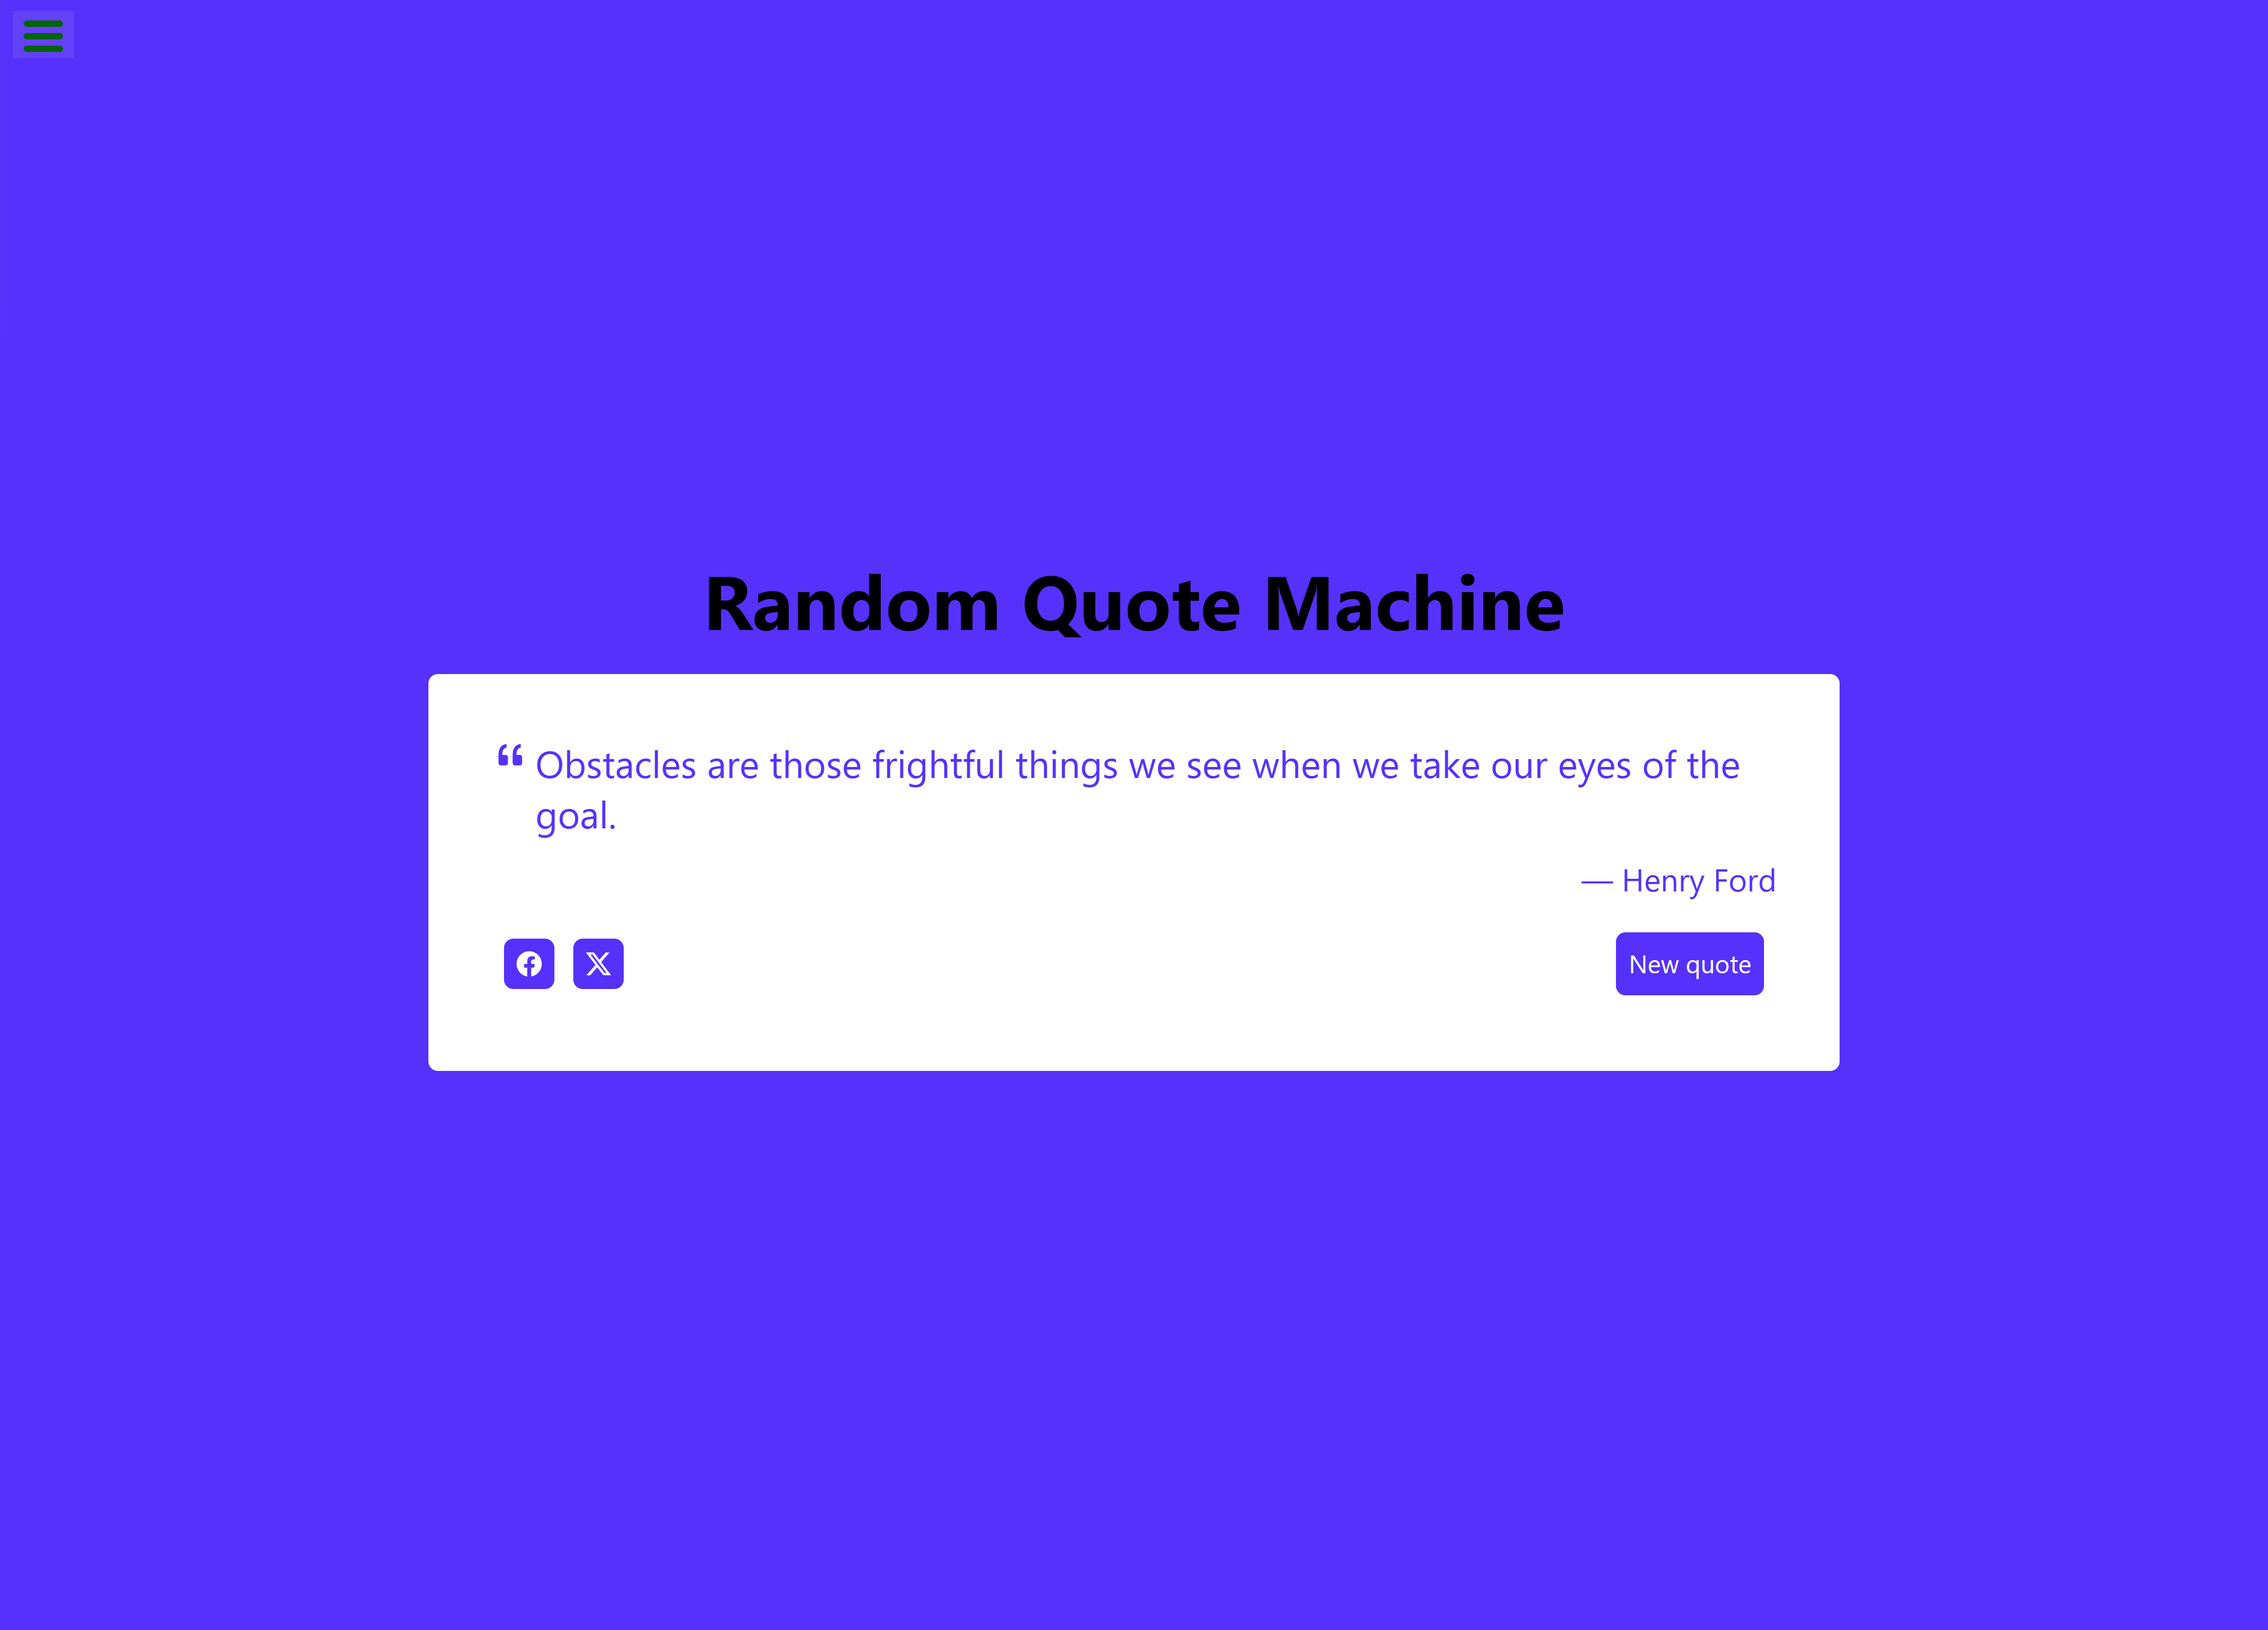 Random Quote Machine
“ Obstacles are those frightful things we see when we take our eyes of the
goal.
— Henry Ford
New quote